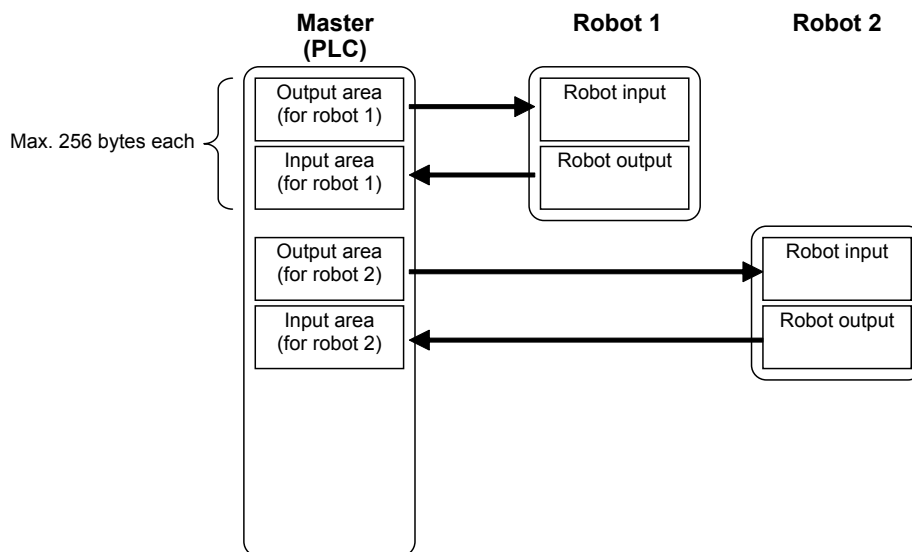 Master
(PLC)
Robot 1
Robot 2
Max. 256 bytes each
Output area
(for robot 1)
Robot input
Input area
(for robot 1)
Robot output
Output area
(for robot 2)
Robot input
Input area
(for robot 2)
Robot output